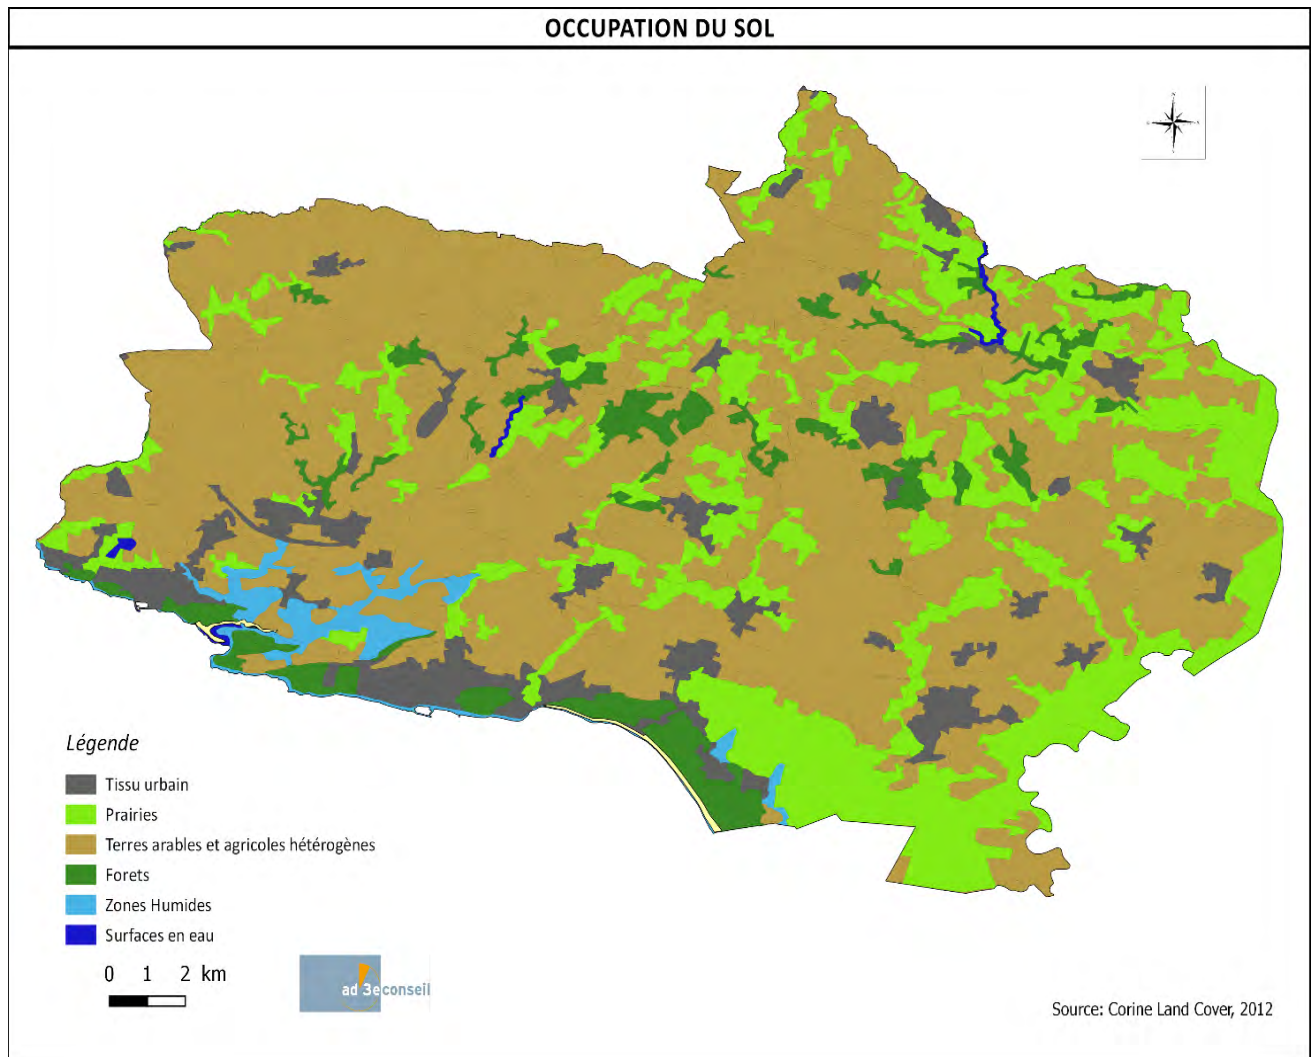 OCCUPATION DU SOL
Légende
Tissu urbain
Prairies
Terres arables et agricoles hétérogènes
Forets
Zones Humides
Surfaces en eau
0 1 2 km
ad 3e conseil
Source: Corine Land Cover, 2012